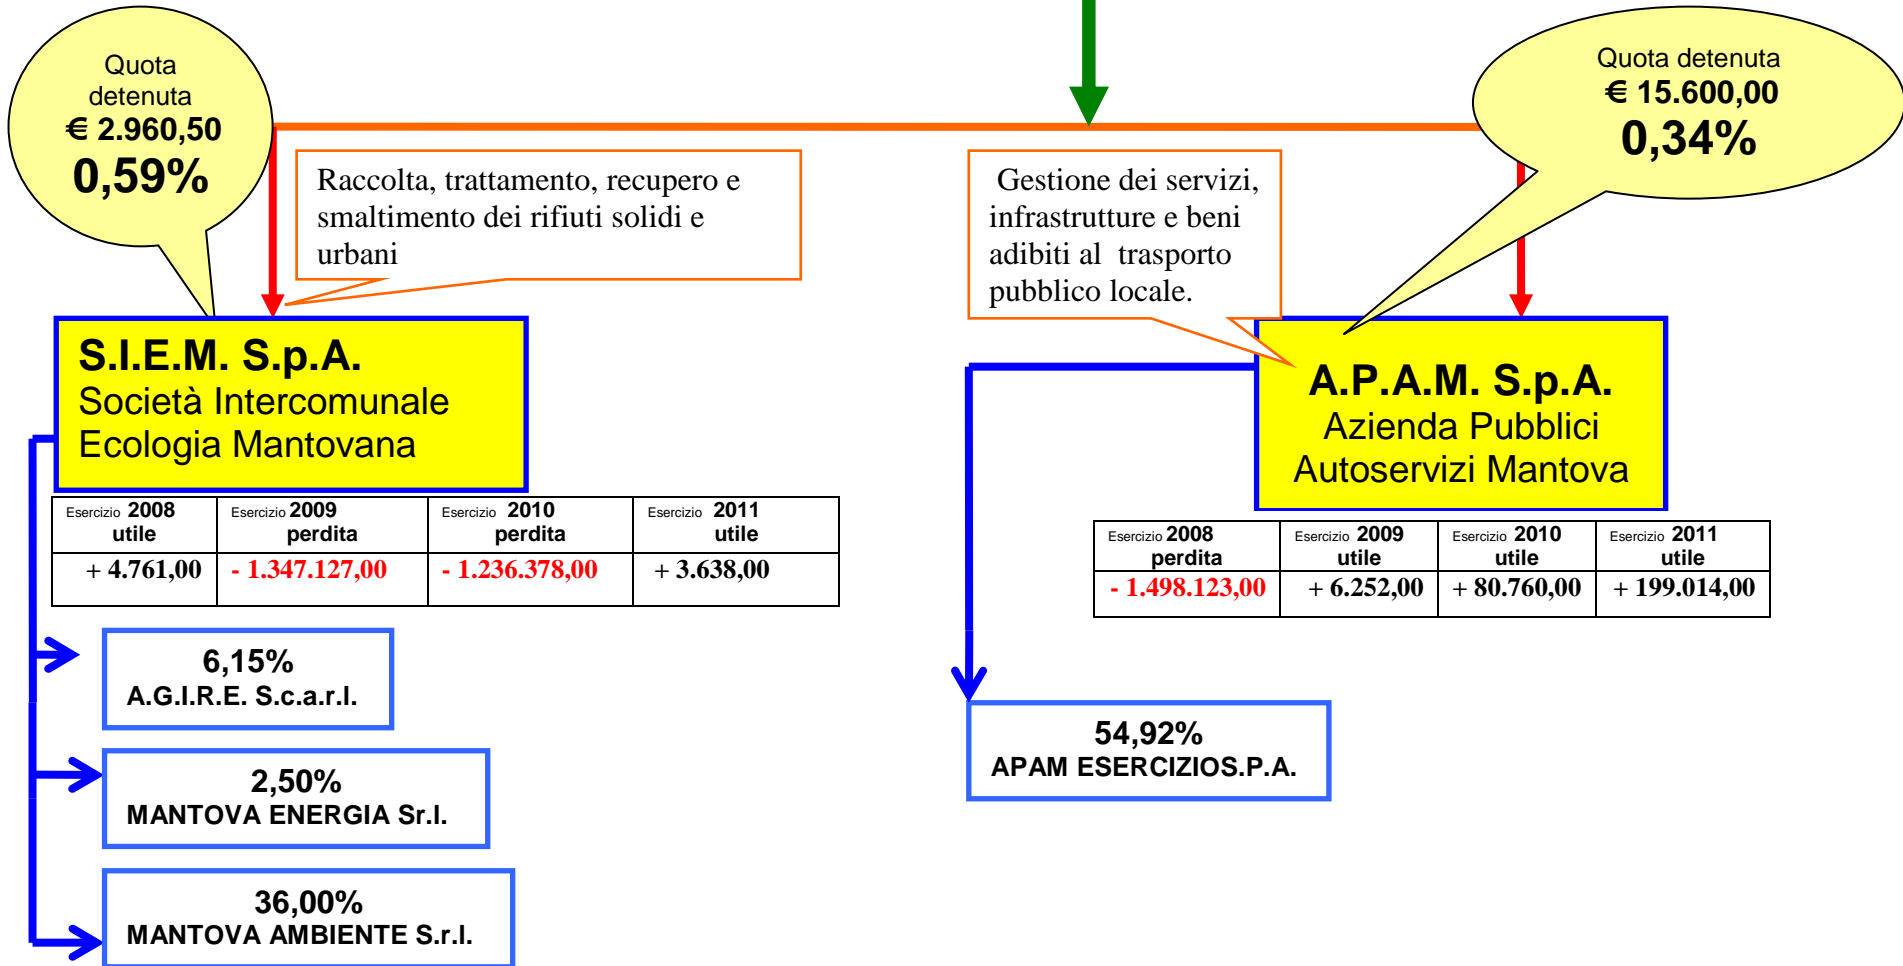 Quota
detenuta
€ 2.960,50
0,59%
Quota detenuta
€ 15.600,00
0,34%
Raccolta, trattamento, recupero e
smaltimento dei rifiuti solidi e
urbani
Gestione dei servizi,
infrastrutture e beni
adibiti al trasporto
pubblico locale.
S.I.E.M. S.p.A.
Società Intercomunale
Ecologia Mantovana
A.P.A.M. S.p.A.
Azienda Pubblici
Autoservizi Mantova
Esercizio 2008 Esercizio 2009 Esercizio 2010 Esercizio 2011
utile perdita perdita utile
+ 4.761,00 - 1.347.127,00 - 1.236.378,00 + 3.638,00
Esercizio 2008 Esercizio 2009 Esercizio 2010 Esercizio 2011
perdita utile utile utile
- 1.498.123,00 + 6.252,00 + 80.760,00 + 199.014,00
6,15%
A.G.I.R.E. S.c.a.r.l.
2,50%
MANTOVA ENERGIA Sr.l.
36,00%
MANTOVA AMBIENTE S.r.l.
54,92%
APAM ESERCIZIOS.P.A.